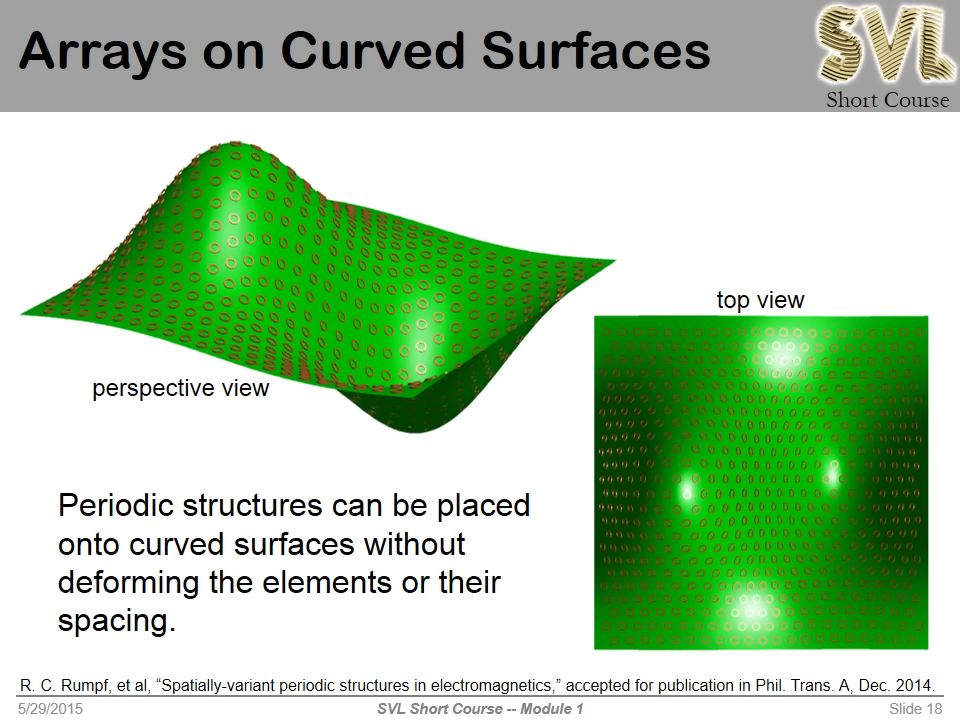 Arrays on Curved Surfaces
SVL
Short Course
top view
perspective view
Periodic structures can be placed
onto curved surfaces without
deforming the elements or their
spacing.
R. C. Rumpf, et al, “Spatially-variant periodic structures in electromagnetics,” accepted for publication in Phil. Trans. A, Dec. 2014.
5/29/2015
SVL Short Course -- Module 1
Slide 18